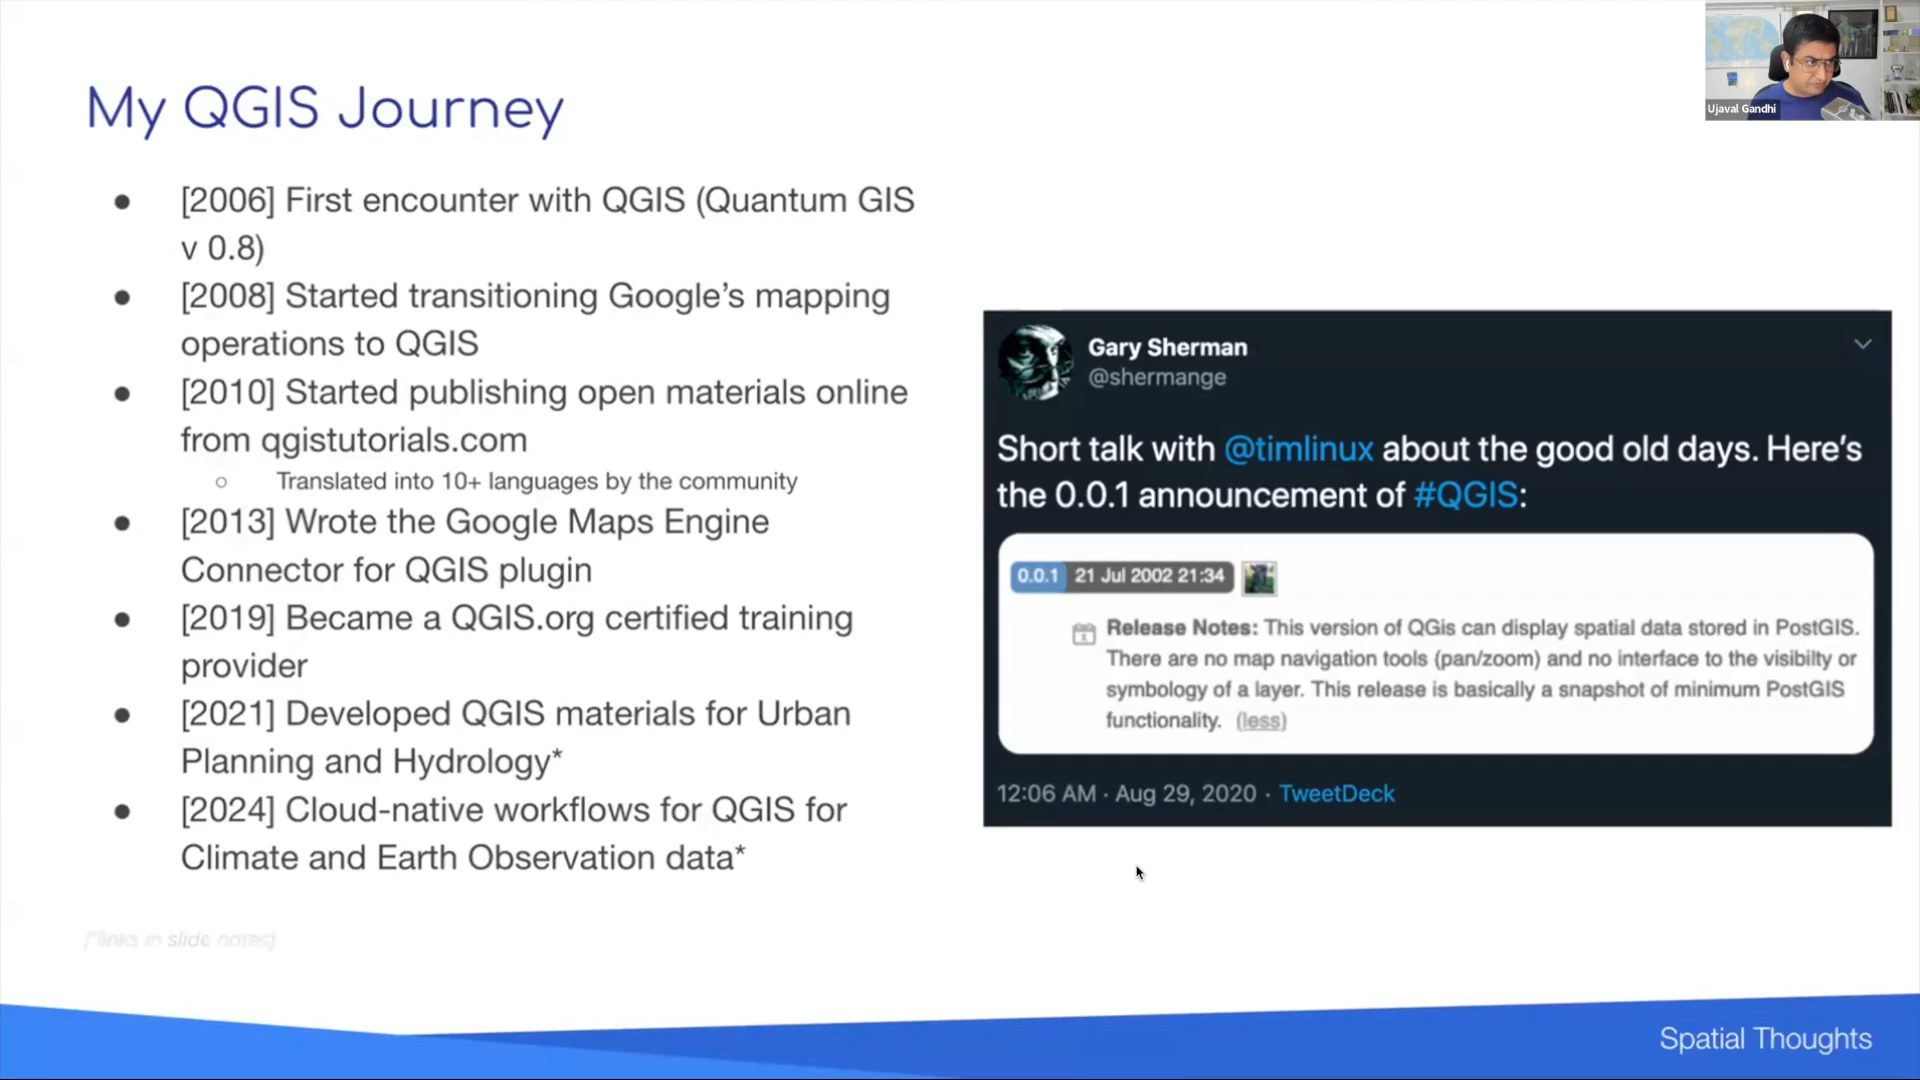 Ujaval Gandhi
My QGIS Journey
● [2006] First encounter with QGIS (Quantum GIS
v 0.8)
● [2008] Started transitioning Google's mapping
operations to QGIS
● [2010] Started publishing open materials online
from qgistutorials.com
○ Translated into 10+ languages by the community
● [2013] Wrote the Google Maps Engine
Connector for QGIS plugin
● [2019] Became a QGIS.org certified training
provider
● [2021] Developed QGIS materials for Urban
Planning and Hydrology*
● [2024] Cloud-native workflows for QGIS for
Climate and Earth Observation data*
(*links in slide notes)
Gary Sherman
@shermange
Short talk with @timlinux about the good old days. Here's
the 0.0.1 announcement of #QGIS:
0.0.1 21 Jul 2002 21:34
Release Notes: This version of QGis can display spatial data stored in PostGIS.
There are no map navigation tools (pan/zoom) and no interface to the visibilty or
symbology of a layer. This release is basically a snapshot of minimum PostGIS
functionality. (less)
12:06 AM · Aug 29, 2020 · TweetDeck
Spatial Thoughts